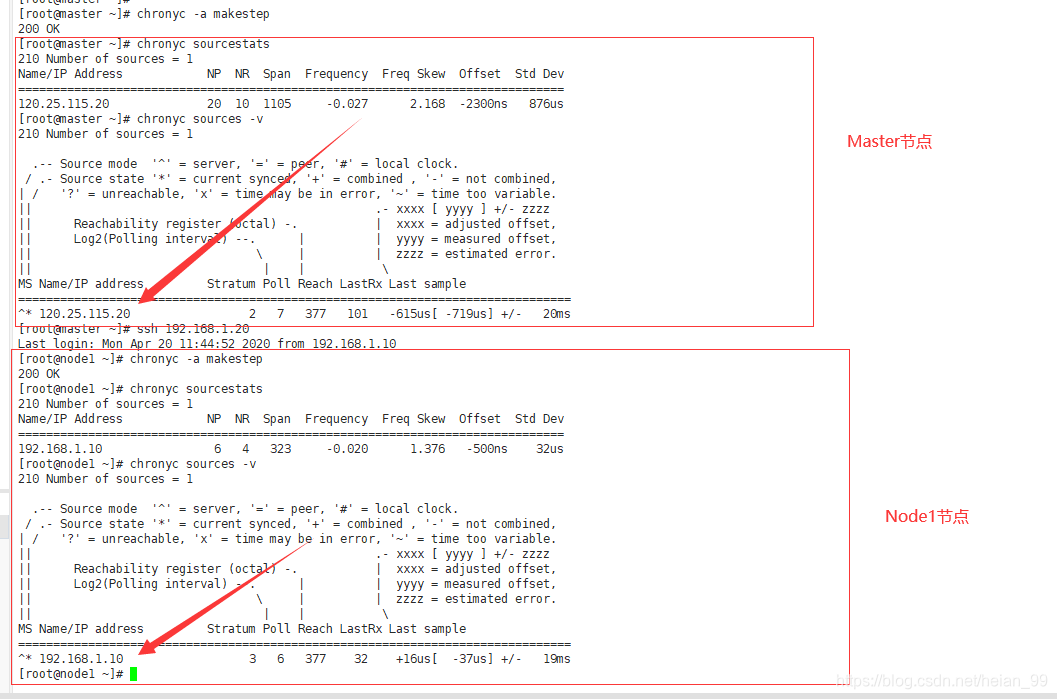 [root@master ~]# chronyc -a makestep
200 OK
[root@master ~]# chronyc sourcestats
210 Number of sources = 1
Name/IP Address            NP  NR  Span  Frequency  Freq Skew  Offset  Std Dev
==============================================================================
120.25.115.20              20  10  1105     -0.027      2.168  -2300ns   876us
[root@master ~]# chronyc sources -v
210 Number of sources = 1
  .-- Source mode  '^' = server, '=' = peer, '#' = local clock.
 / .- Source state '*' = current synced, '+' = combined , '-' = not combined,
| /   '?' = unreachable, 'x' = time may be in error, '~' = time too variable.
||                                                 .- xxxx [ yyyy ] +/- zzzz
||      Reachability register (octal) -.           |  xxxx = adjusted offset,
||      Log2(Polling interval) --.      |          |  yyyy = measured offset,
||                                \     |          |  zzzz = estimated error.
||                                 |    |           \
MS Name/IP address         Stratum Poll Reach LastRx Last sample
===============================================================================
^* 120.25.115.20                 2   7   377   101   -615us[ -719us] +/-   20ms
Master节点
[root@master ~]# ssh 192.168.1.20
Last login: Mon Apr 20 11:44:52 2020 from 192.168.1.10
[root@node1 ~]# chronyc -a makestep
200 OK
[root@node1 ~]# chronyc sourcestats
210 Number of sources = 1
Name/IP Address            NP  NR  Span  Frequency  Freq Skew  Offset  Std Dev
==============================================================================
192.168.1.10                6   4   323     -0.020      1.376   -500ns    32us
[root@node1 ~]# chronyc sources -v
210 Number of sources = 1
  .-- Source mode  '^' = server, '=' = peer, '#' = local clock.
 / .- Source state '*' = current synced, '+' = combined , '-' = not combined,
| /   '?' = unreachable, 'x' = time may be in error, '~' = time too variable.
||                                                 .- xxxx [ yyyy ] +/- zzzz
||      Reachability register (octal) -.           |  xxxx = adjusted offset,
||      Log2(Polling interval) --.      |          |  yyyy = measured offset,
||                                \     |          |  zzzz = estimated error.
||                                 |    |           \
MS Name/IP address         Stratum Poll Reach LastRx Last sample
===============================================================================
^* 192.168.1.10                  3   6   377    32    +16us[  -37us] +/-   19ms
[root@node1 ~]#
Node1节点
https://blog.csdn.net/heian_99